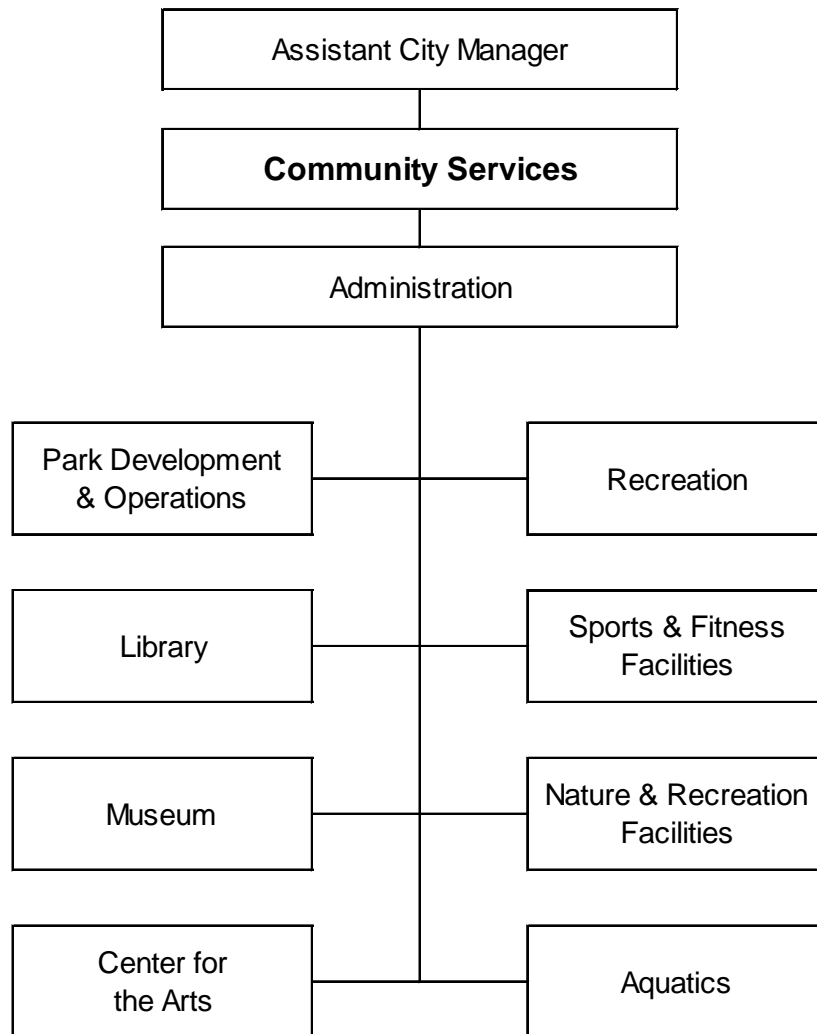 Assistant City Manager
Community Services
Administration
Park Development
& Operations
Recreation
Library
Sports & Fitness
Facilities
Museum
Nature & Recreation
Facilities
Center for
the Arts
Aquatics